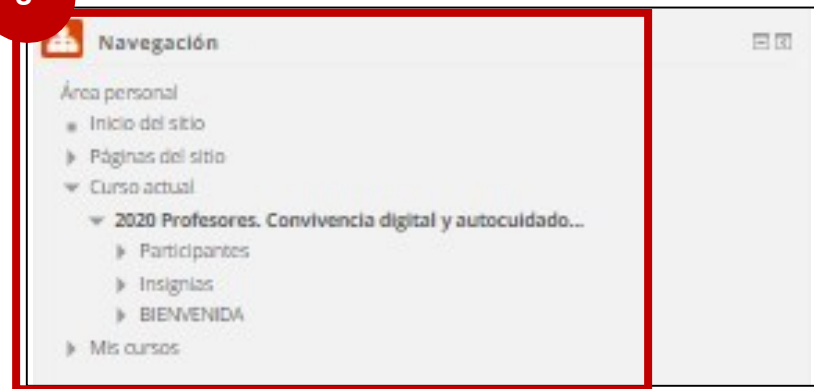 Navegación
Área personal
Inicio del sitio
Páginas del sitio
Curso actual
2020 Profesores. Convivencia digital y autocuidado...
Participantes
Insignias
BIENVENIDA
Mis cursos